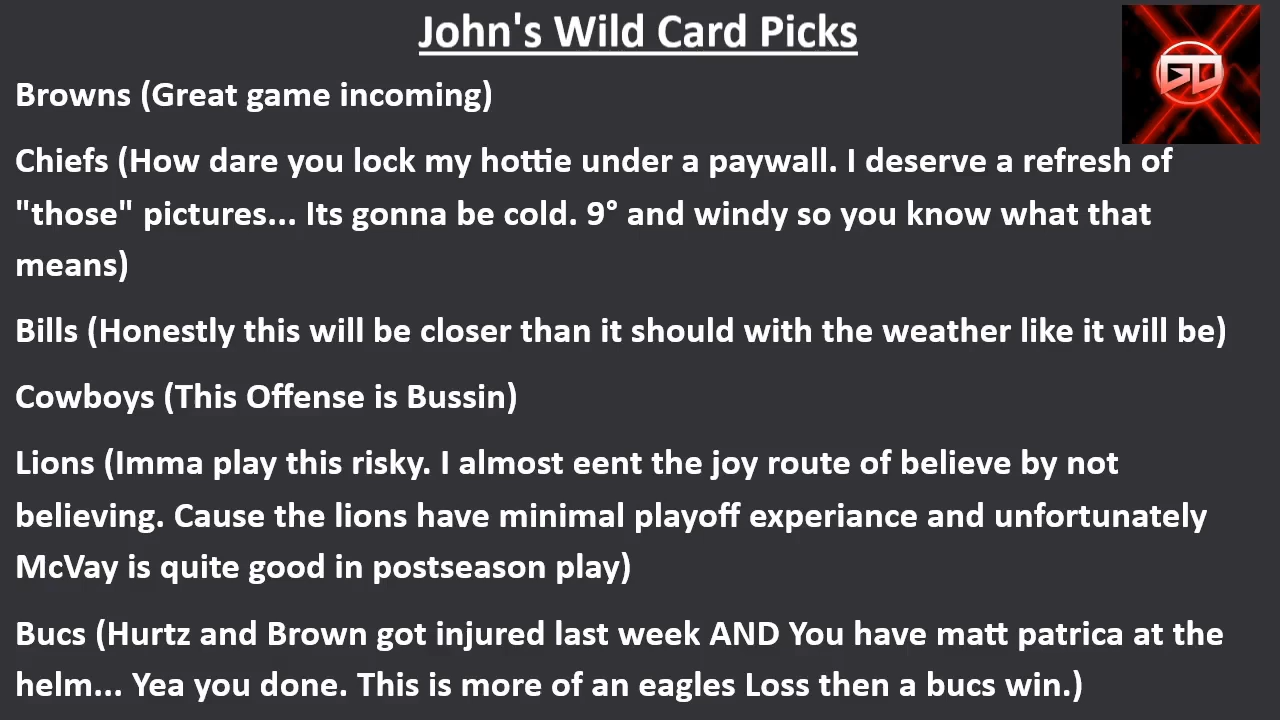 John's Wild Card Picks
GD
Browns (Great game incoming)
Chiefs (How dare you lock my hottie under a paywall. I deserve a refresh of
"those" pictures... Its gonna be cold. 9° and windy so you know what that
means)
Bills (Honestly this will be closer than it should with the weather like it will be)
Cowboys (This Offense is Bussin)
Lions (Imma play this risky. I almost eent the joy route of believe by not
believing. Cause the lions have minimal playoff experiance and unfortunately
McVay is quite good in postseason play)
Bucs (Hurtz and Brown got injured last week AND You have matt patrica at the
helm... Yea you done. This is more of an eagles Loss then a bucs win.)